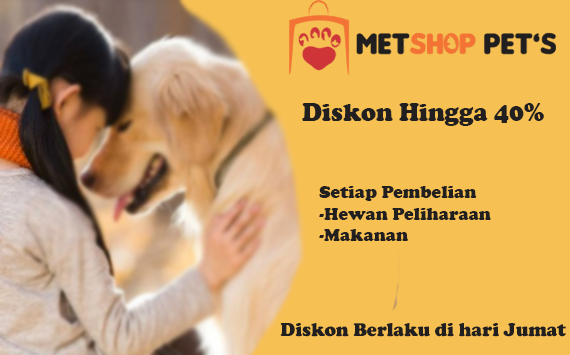 METSHOP PET'S
Diskon Hingga 40%
Setiap Pembelian
-Hewan Peliharaan
-Makanan
Diskon Berlaku di hari Jumat